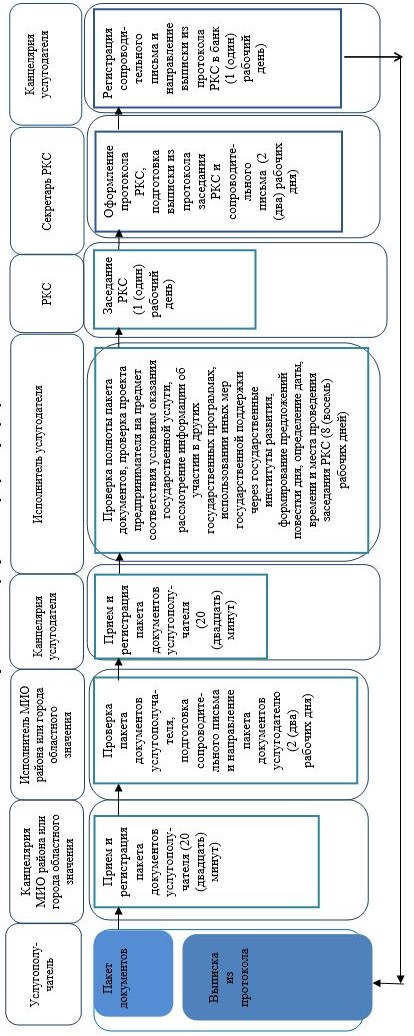 Услугополу-
чатель
Канцелярия
МИО района или
города областного
значения
Исполнитель МИО
района или города
областного
значения
Канцелярия
услугодателя
Исполнитель услугодателя
РКС
Секретарь РКС
Канцелярия
услугодателя
Пакет
документов
Выписка
из
протокола
Прием и
регистрация
пакета
документов
услугополу-
чателя (20
(двадцать)
минут)
Проверка
пакета
документов
услугополуча-
теля,
подготовка
сопроводи-
тельного письма
и направление
пакета
документов
услугодателю
(2 (два)
рабочих дня)
Прием и
регистрация
пакета
документов
услугополу-
чателя
(20
(двадцать)
минут)
Проверка полноты пакета
документов, проверка проекта
предпринимателя на предмет
соответствия условиям оказания
государственной услуги,
рассмотрение информации об
участии в других
государственных программах,
использовании иных мер
государственной поддержки
через государственные
институты развития,
формирование предложений
повестки дня, определение даты,
времени и места проведения
заседания РКС (8 (восемь)
рабочих дней)
Заседание
РКС
(1 (один)
рабочий
день)
Оформление
протокола
РКС,
подготовка
выписки из
протокола
заседания
РКС и
сопроводите-
льного
письма (2
(два) рабочих
дня)
Регистрация
сопроводи-
тельного
письма и
направление
выписки из
протокола
РКС в банк
(1 (один)
рабочий
день)